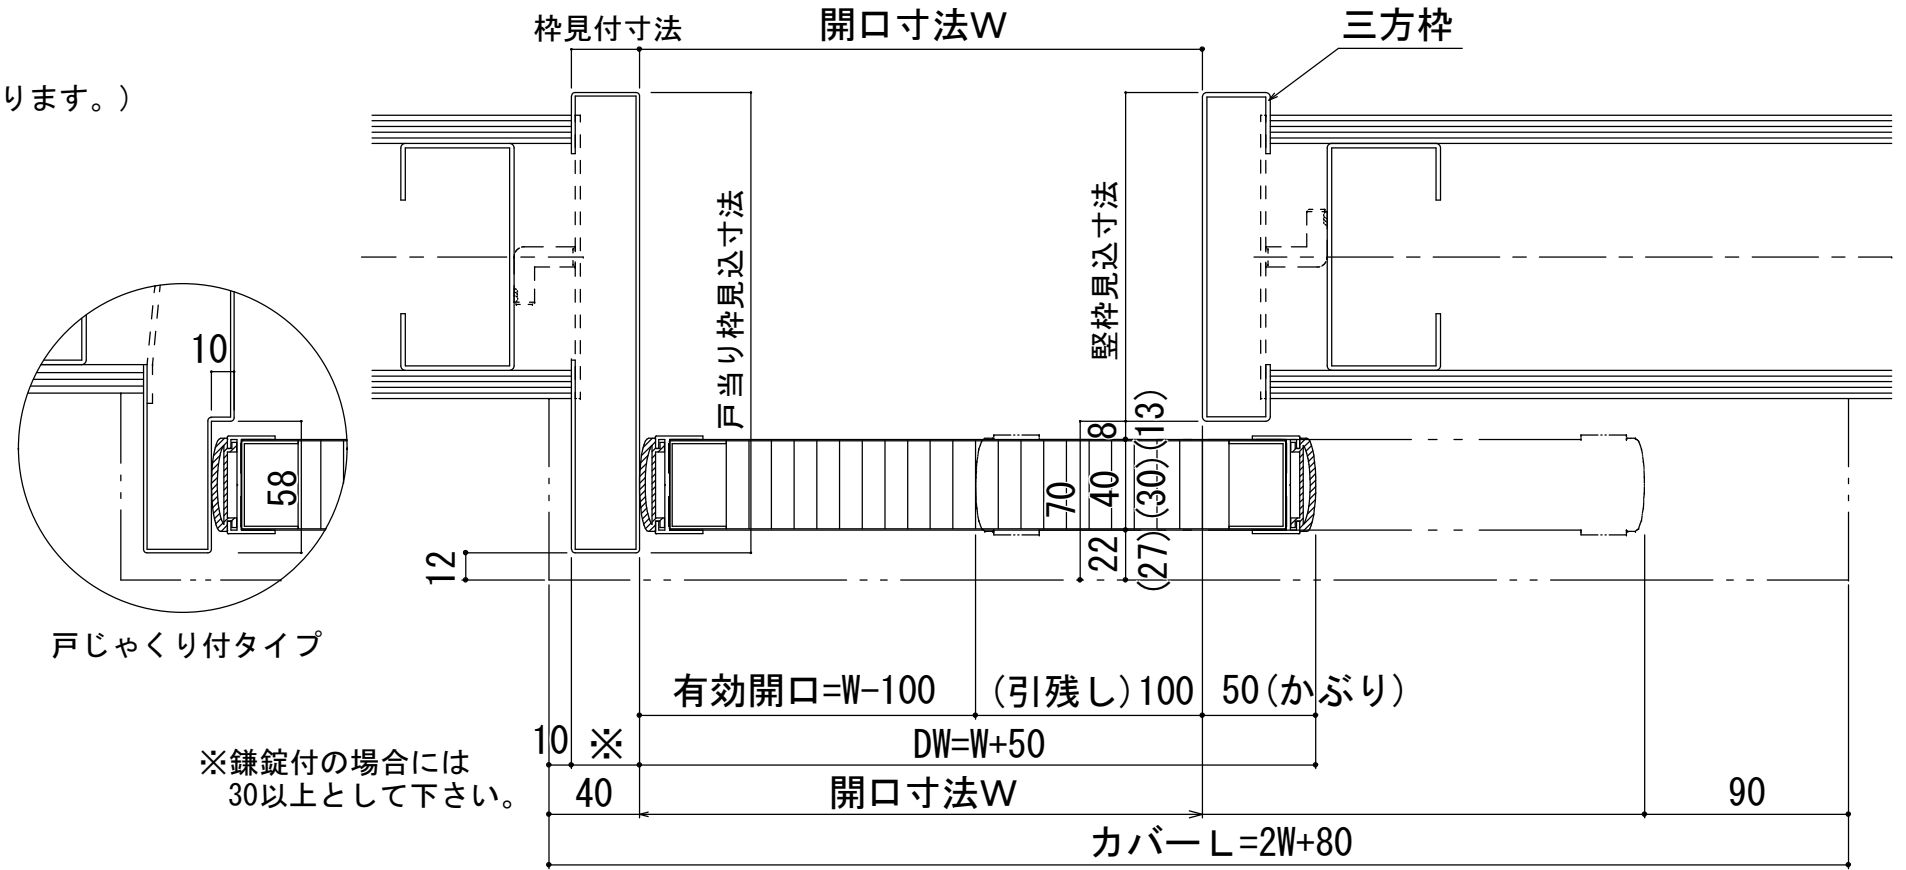 枠見付寸法
開口寸法W
三方枠
ります。)
戸当り枠見込寸法
竪枠見込寸法
10
58
8
(13)
70
40
(30)
22
(27)
12
戸じゃくり付タイプ
有効開口=W-100
(引残し)100
50(かぶり)
10
※
DW=W+50
※鎌錠付の場合には
30以上として下さい。
40
開口寸法W
90
カバーL=2W+80